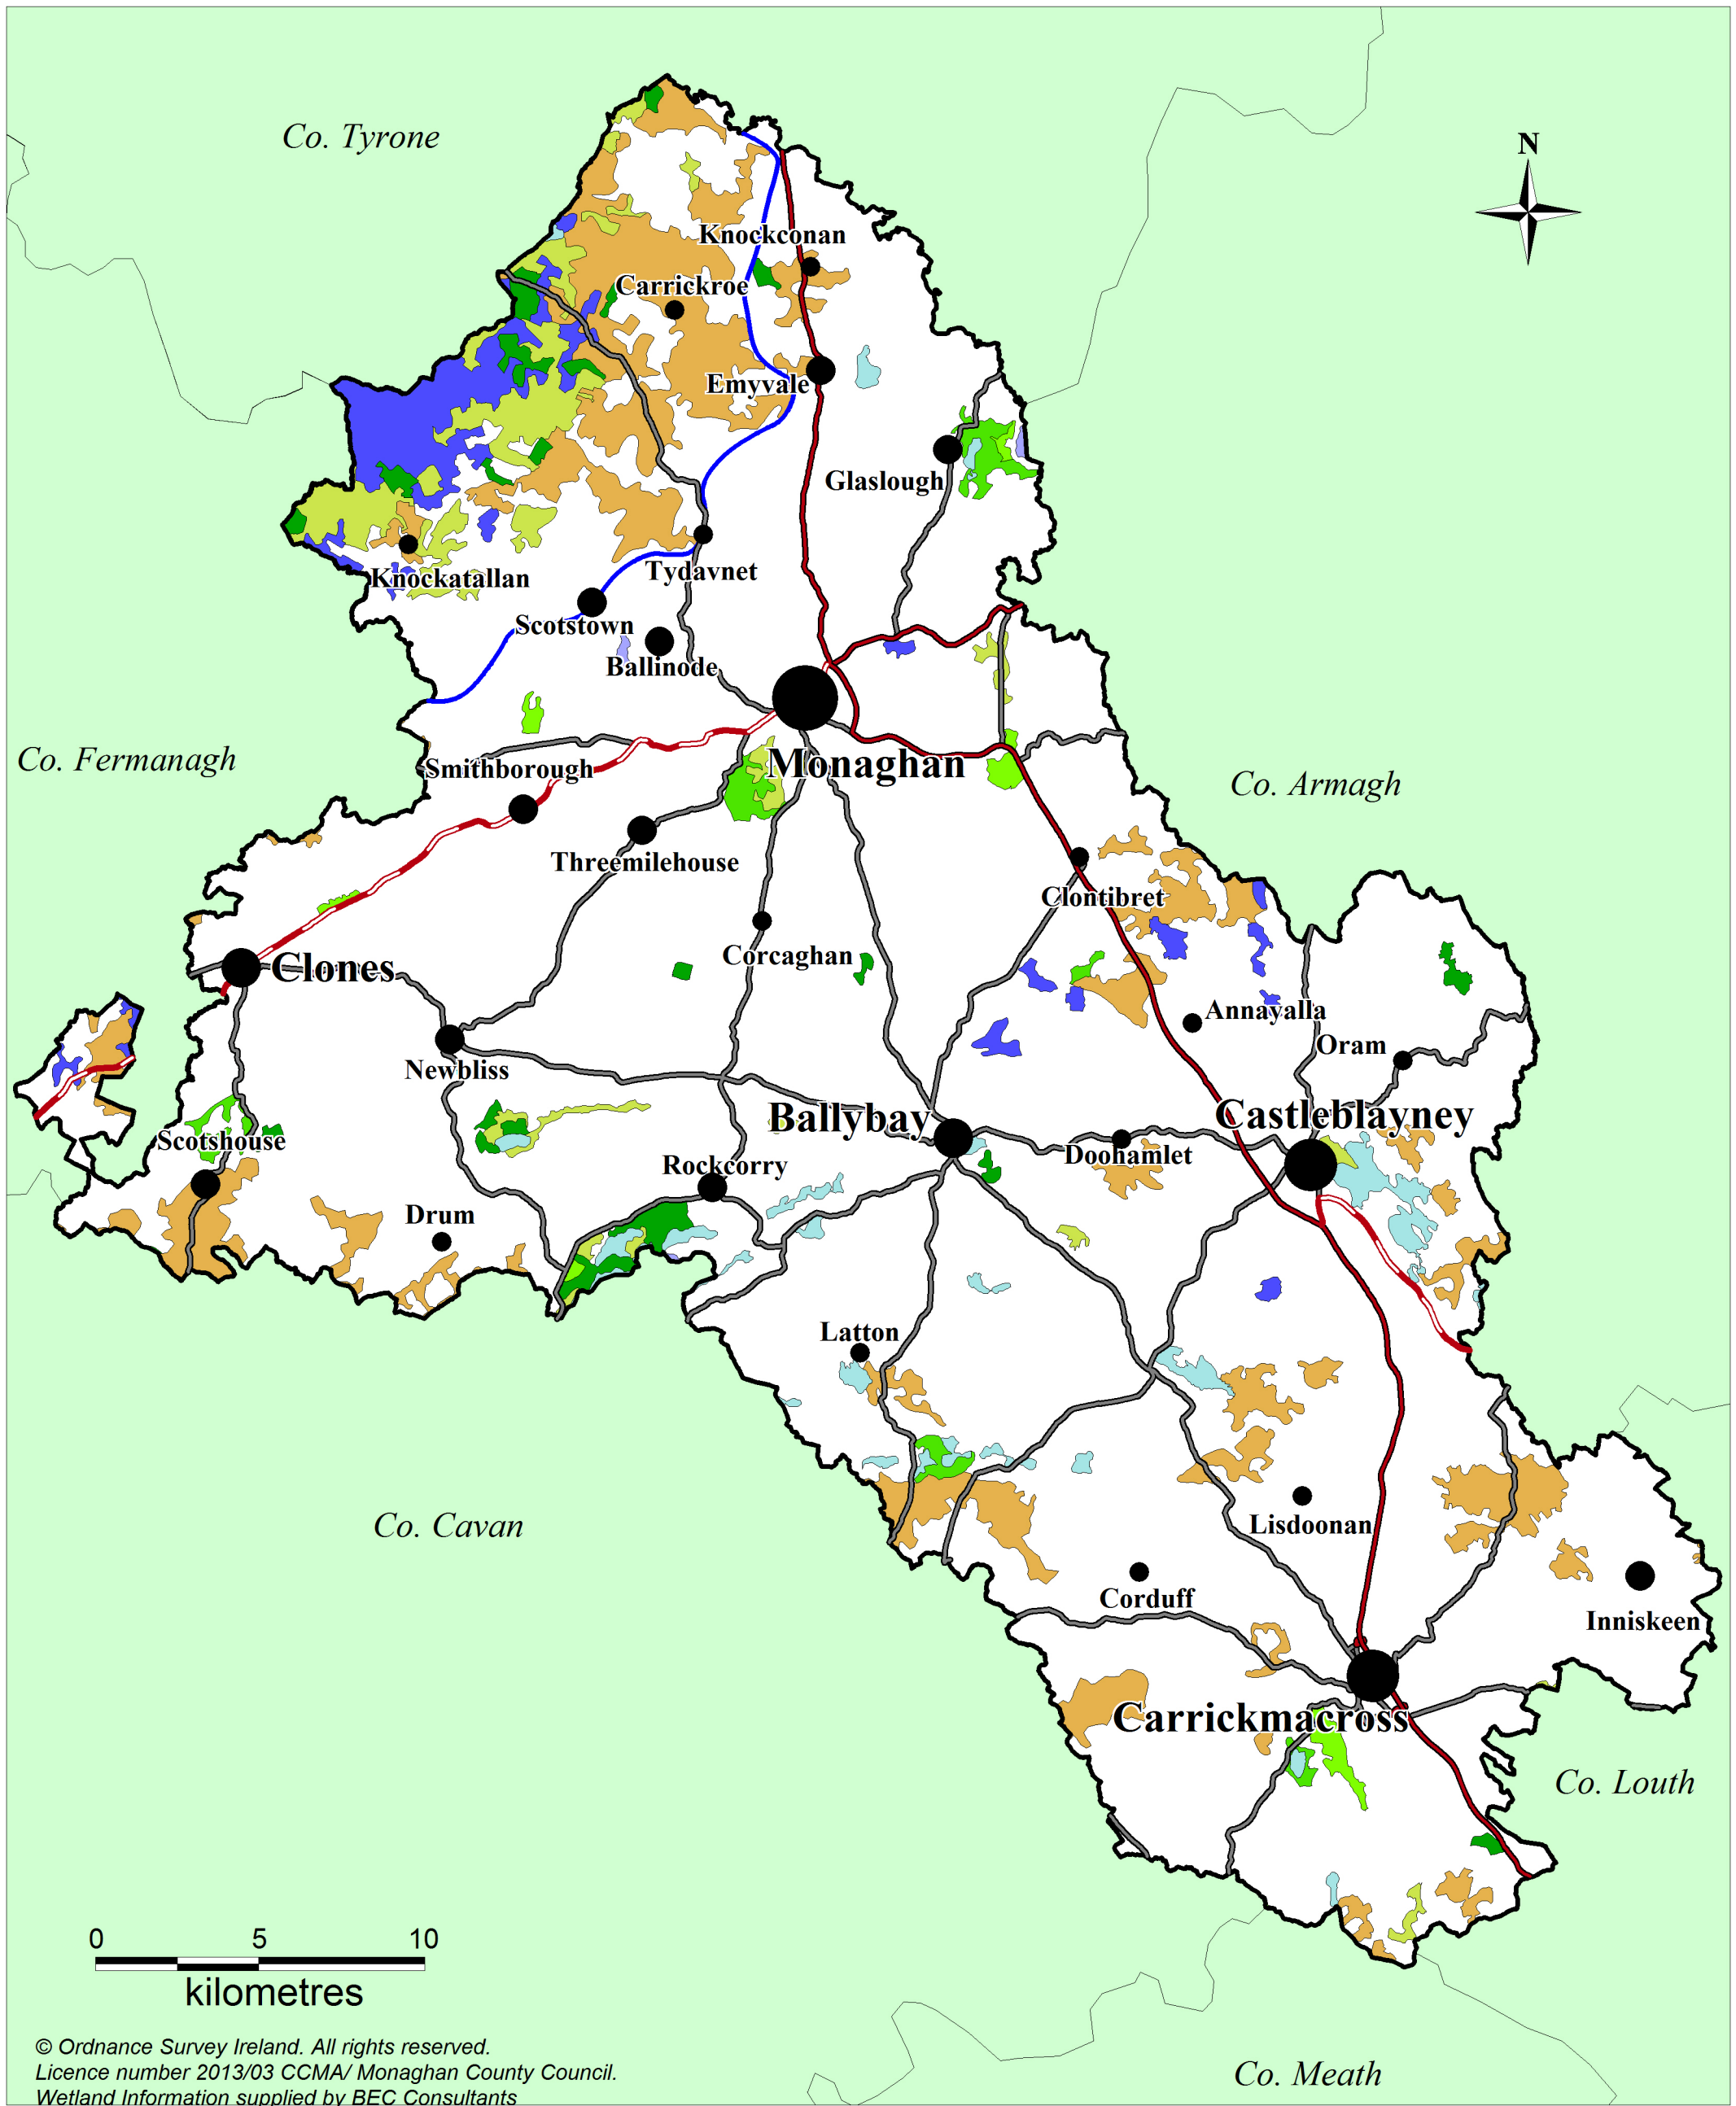 Co. Tyrone
N
Knockconan
Carrickroe
Emyvale
Glaslough
Knockatallan
Tydavnet
Scotstown
Ballinode
Co. Fermanagh
Smithborough
Monaghan
Co. Armagh
Threemilehouse
Clontibret
Corcaghan
Clones
Annayalla
Oram
Newbliss
Castleblayney
Ballybay
Scotshouse
Doohamlet
Rockcorry
Drum
Latton
Co. Cavan
Lisdoonan
Corduff
Inniskeen
Carrickmacross
Co. Louth
0 5 10
kilometres
© Ordnance Survey Ireland. All rights reserved.
Licence number 2013/03 CCMA/ Monaghan County Council.
Wetland Information supplied by BEC Consultants
Co. Meath